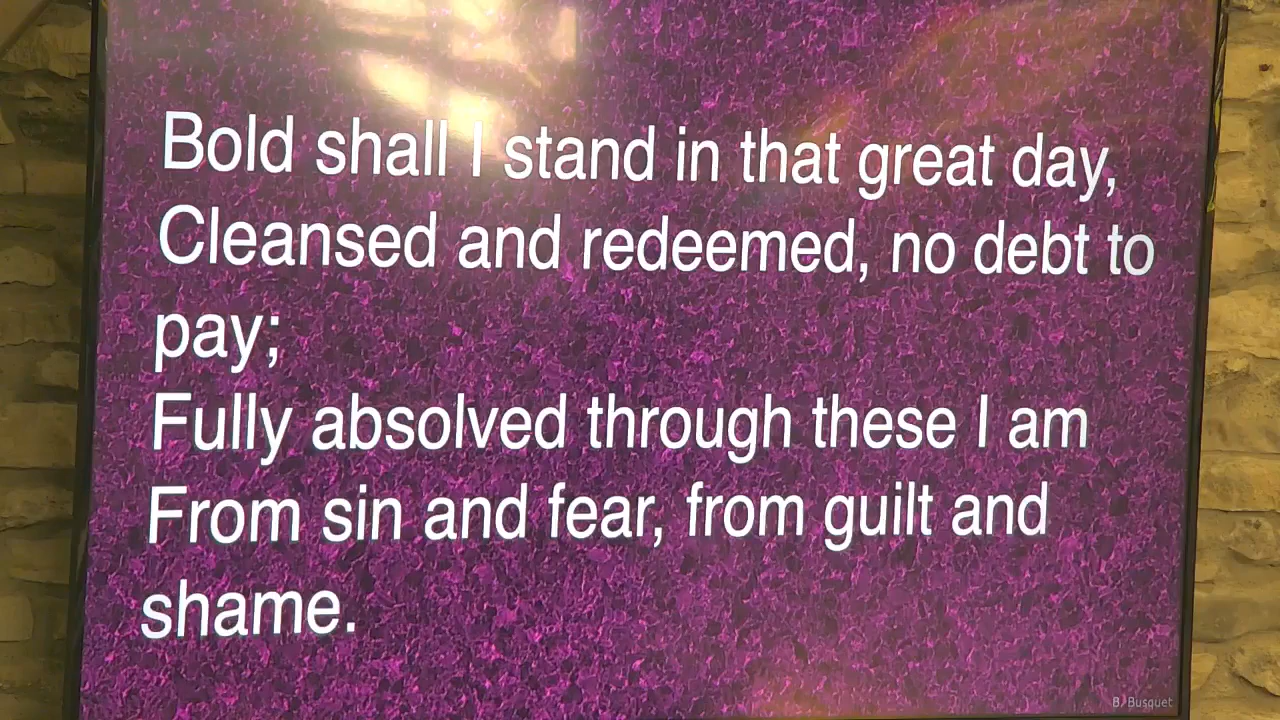 Bold shall I stand in that great day,
Cleansed and redeemed, no debt to
pay;
Fully absolved through these I am
From sin and fear, from guilt and
shame.
B. Busquet